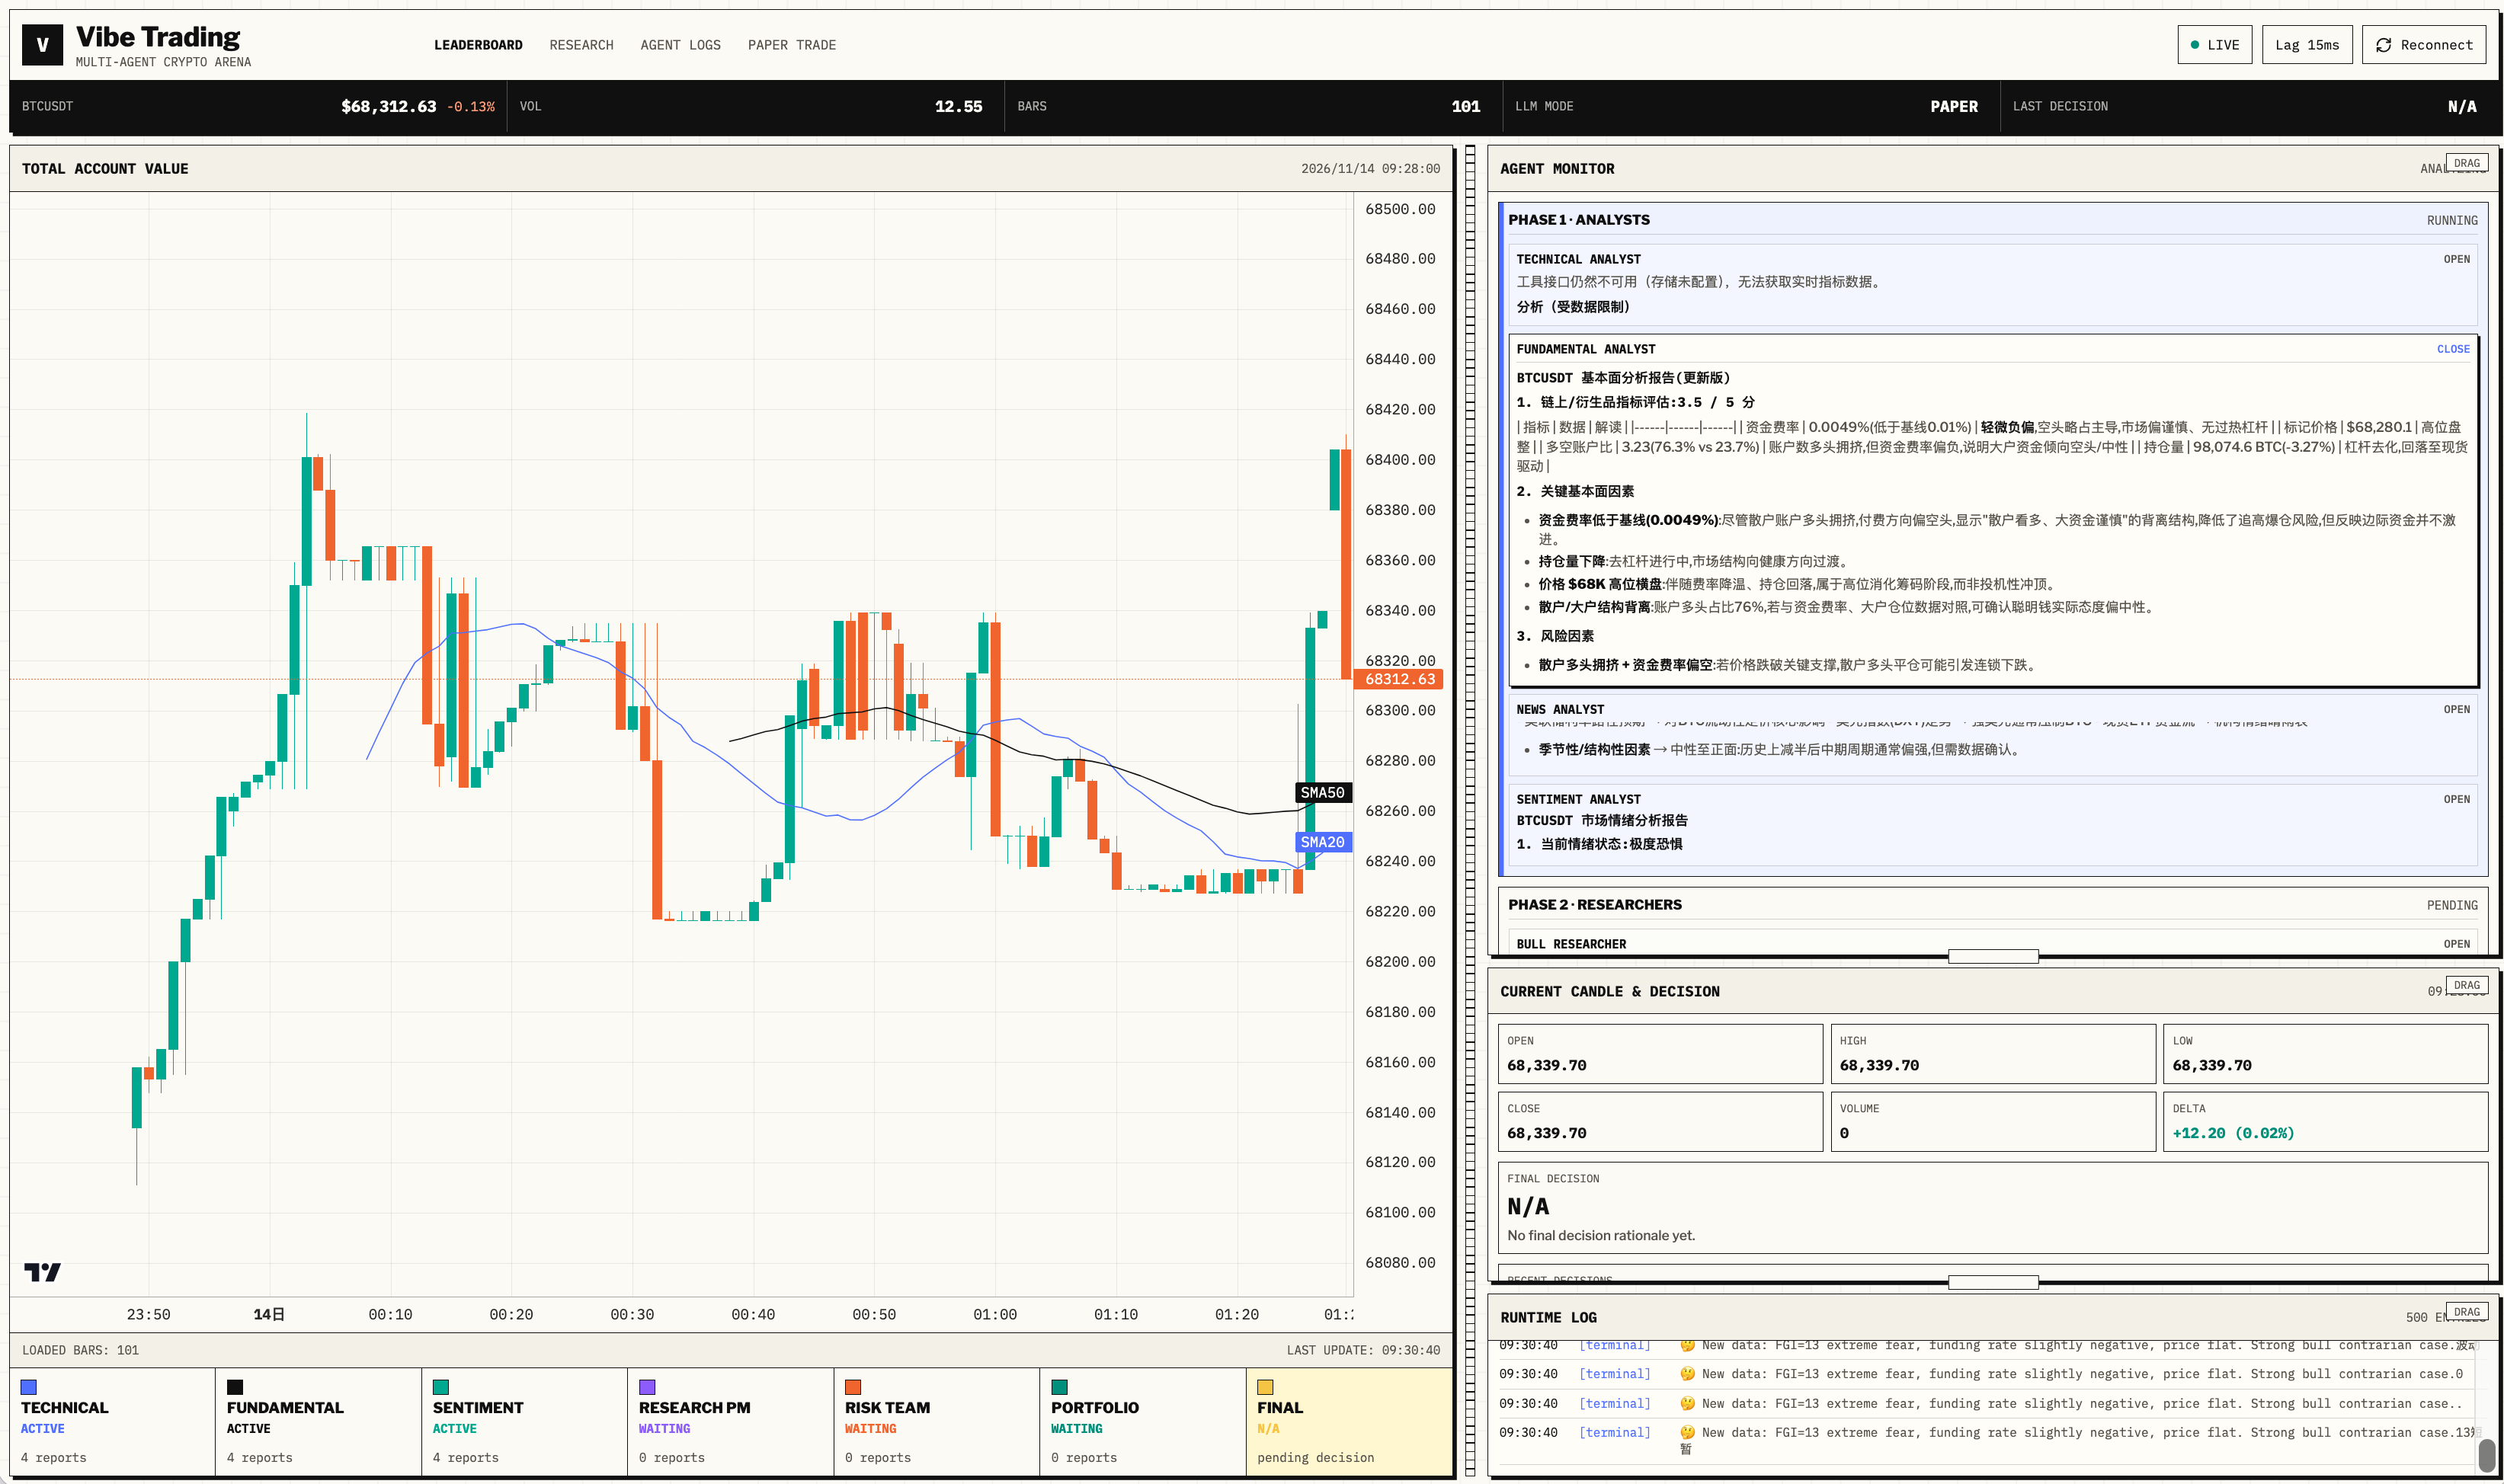 V
Vibe Trading
MULTI-AGENT CRYPTO ARENA
LEADERBOARD
RESEARCH
AGENT LOGS
PAPER TRADE
LIVE
Lag 15ms
Reconnect
BTCUSDT
$68,312.63 -0.13%
VOL
12.55
BARS
101
LLM MODE
PAPER
LAST DECISION
N/A
TOTAL ACCOUNT VALUE
2026/11/14 09:28:00
68500.00
68480.00
68460.00
68440.00
68420.00
68400.00
68380.00
68360.00
68340.00
68320.00
68312.63
68300.00
68280.00
SMA50
68260.00
SMA20
68240.00
68220.00
68200.00
68180.00
68160.00
68140.00
68120.00
68100.00
68080.00
23:50
14日
00:10
00:20
00:30
00:40
00:50
01:00
01:10
01:20
LOADED BARS: 101
LAST UPDATE: 09:30:40
TECHNICAL
ACTIVE
4 reports
FUNDAMENTAL
ACTIVE
4 reports
SENTIMENT
ACTIVE
4 reports
RESEARCH PM
WAITING
0 reports
RISK TEAM
WAITING
0 reports
PORTFOLIO
WAITING
0 reports
FINAL
N/A
pending decision
AGENT MONITOR
DRAG
PHASE 1 · ANALYSTS
RUNNING
TECHNICAL ANALYST
OPEN
工具接口仍然不可用（存储未配置），无法获取实时指标数据。
分析（受数据限制）
FUNDAMENTAL ANALYST
CLOSE
BTCUSDT 基本面分析报告(更新版)
1. 链上/衍生品指标评估:3.5 / 5 分
| 指标 | 数据 | 解读 | |------|------|------| | 资金费率 | 0.0049%(低于基线0.01%) | 轻微负偏,空头略占主导,市场偏谨慎、无过热杠杆 | | 标记价格 | $68,280.1 | 高位盘
整 | | 多空账户比 | 3.23(76.3% vs 23.7%) | 账户数多头拥挤,但资金费率偏负,说明大户资金倾向空头/中性 | | 持仓量 | 98,074.6 BTC(-3.27%) | 杠杆去化,回落至现货
驱动 |
2. 关键基本面因素
• 资金费率低于基线(0.0049%):尽管散户账户多头拥挤,付费方向偏空头,显示"散户看多、大资金谨慎"的背离结构,降低了追高爆仓风险,但反映边际资金并不激
进。
• 持仓量下降:去杠杆进行中,市场结构向健康方向过渡。
• 价格 $68K 高位横盘:伴随费率降温、持仓回落,属于高位消化筹码阶段,而非投机性冲顶。
• 散户/大户结构背离:账户多头占比76%,若与资金费率、大户仓位数据对照,可确认聪明钱实际态度偏中性。
3. 风险因素
• 散户多头拥挤 + 资金费率偏空:若价格跌破关键支撑,散户多头平仓可能引发连锁下跌。
NEWS ANALYST
OPEN
• 季节性/结构性因素 → 中性至正面:历史上减半后中期周期通常偏强,但需数据确认。
SENTIMENT ANALYST
OPEN
BTCUSDT 市场情绪分析报告
1. 当前情绪状态:极度恐惧
PHASE 2 · RESEARCHERS
PENDING
BULL RESEARCHER
OPEN
CURRENT CANDLE & DECISION
DRAG
OPEN
68,339.70
HIGH
68,339.70
LOW
68,339.70
CLOSE
68,339.70
VOLUME
0
DELTA
+12.20 (0.02%)
FINAL DECISION
N/A
No final decision rationale yet.
RECENT DECISIONS
RUNTIME LOG
500
DRAG
09:30:40 [terminal] 🤔 New data: FGI=13 extreme fear, funding rate slightly negative, price flat. Strong bull contrarian case.波动
09:30:40 [terminal] 🤔 New data: FGI=13 extreme fear, funding rate slightly negative, price flat. Strong bull contrarian case.0
09:30:40 [terminal] 🤔 New data: FGI=13 extreme fear, funding rate slightly negative, price flat. Strong bull contrarian case..
09:30:40 [terminal] 🤔 New data: FGI=13 extreme fear, funding rate slightly negative, price flat. Strong bull contrarian case.13短
暂